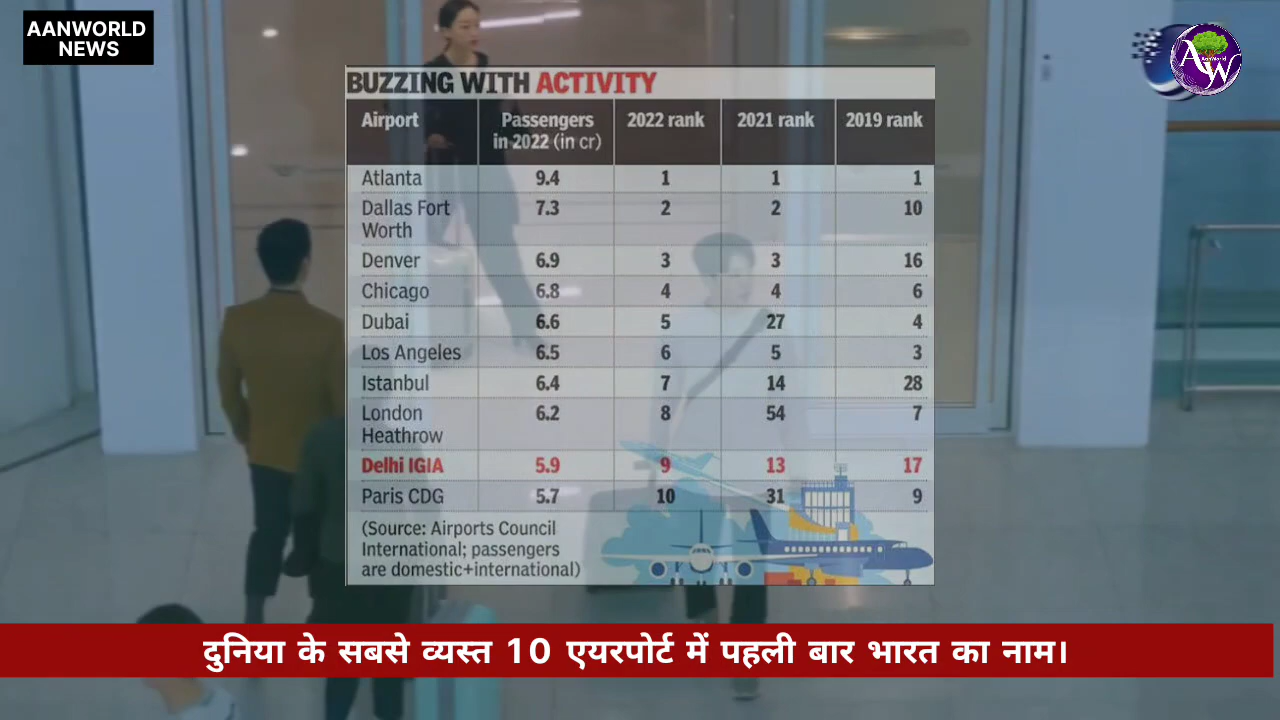 AANWORLD
NEWS
AW
BUZZING WITH ACTIVITY
Airport Passengers in 2022 (in cr) 2022 rank 2021 rank 2019 rank
Atlanta 9.4 1 1 1
Dallas Fort Worth 7.3 2 2 10
Denver 6.9 3 3 16
Chicago 6.8 4 4 6
Dubai 6.6 5 27 4
Los Angeles 6.5 6 5 3
Istanbul 6.4 7 14 28
London Heathrow 6.2 8 54 7
Delhi IGIA 5.9 9 13 17
Paris CDG 5.7 10 31 9
(Source: Airports Council
International; passengers
are domestic+international)
दुनिया के सबसे व्यस्त 10 एयरपोर्ट में पहली बार भारत का नाम।